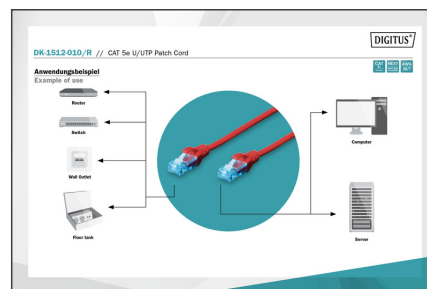 DIGITUS®
DK-1512-010/R // CAT 5e U/UTP Patch Cord
Anwendungsbeispiel
Example of use
Router
Switch
Wall Outlet
Floor tank
Computer
Server